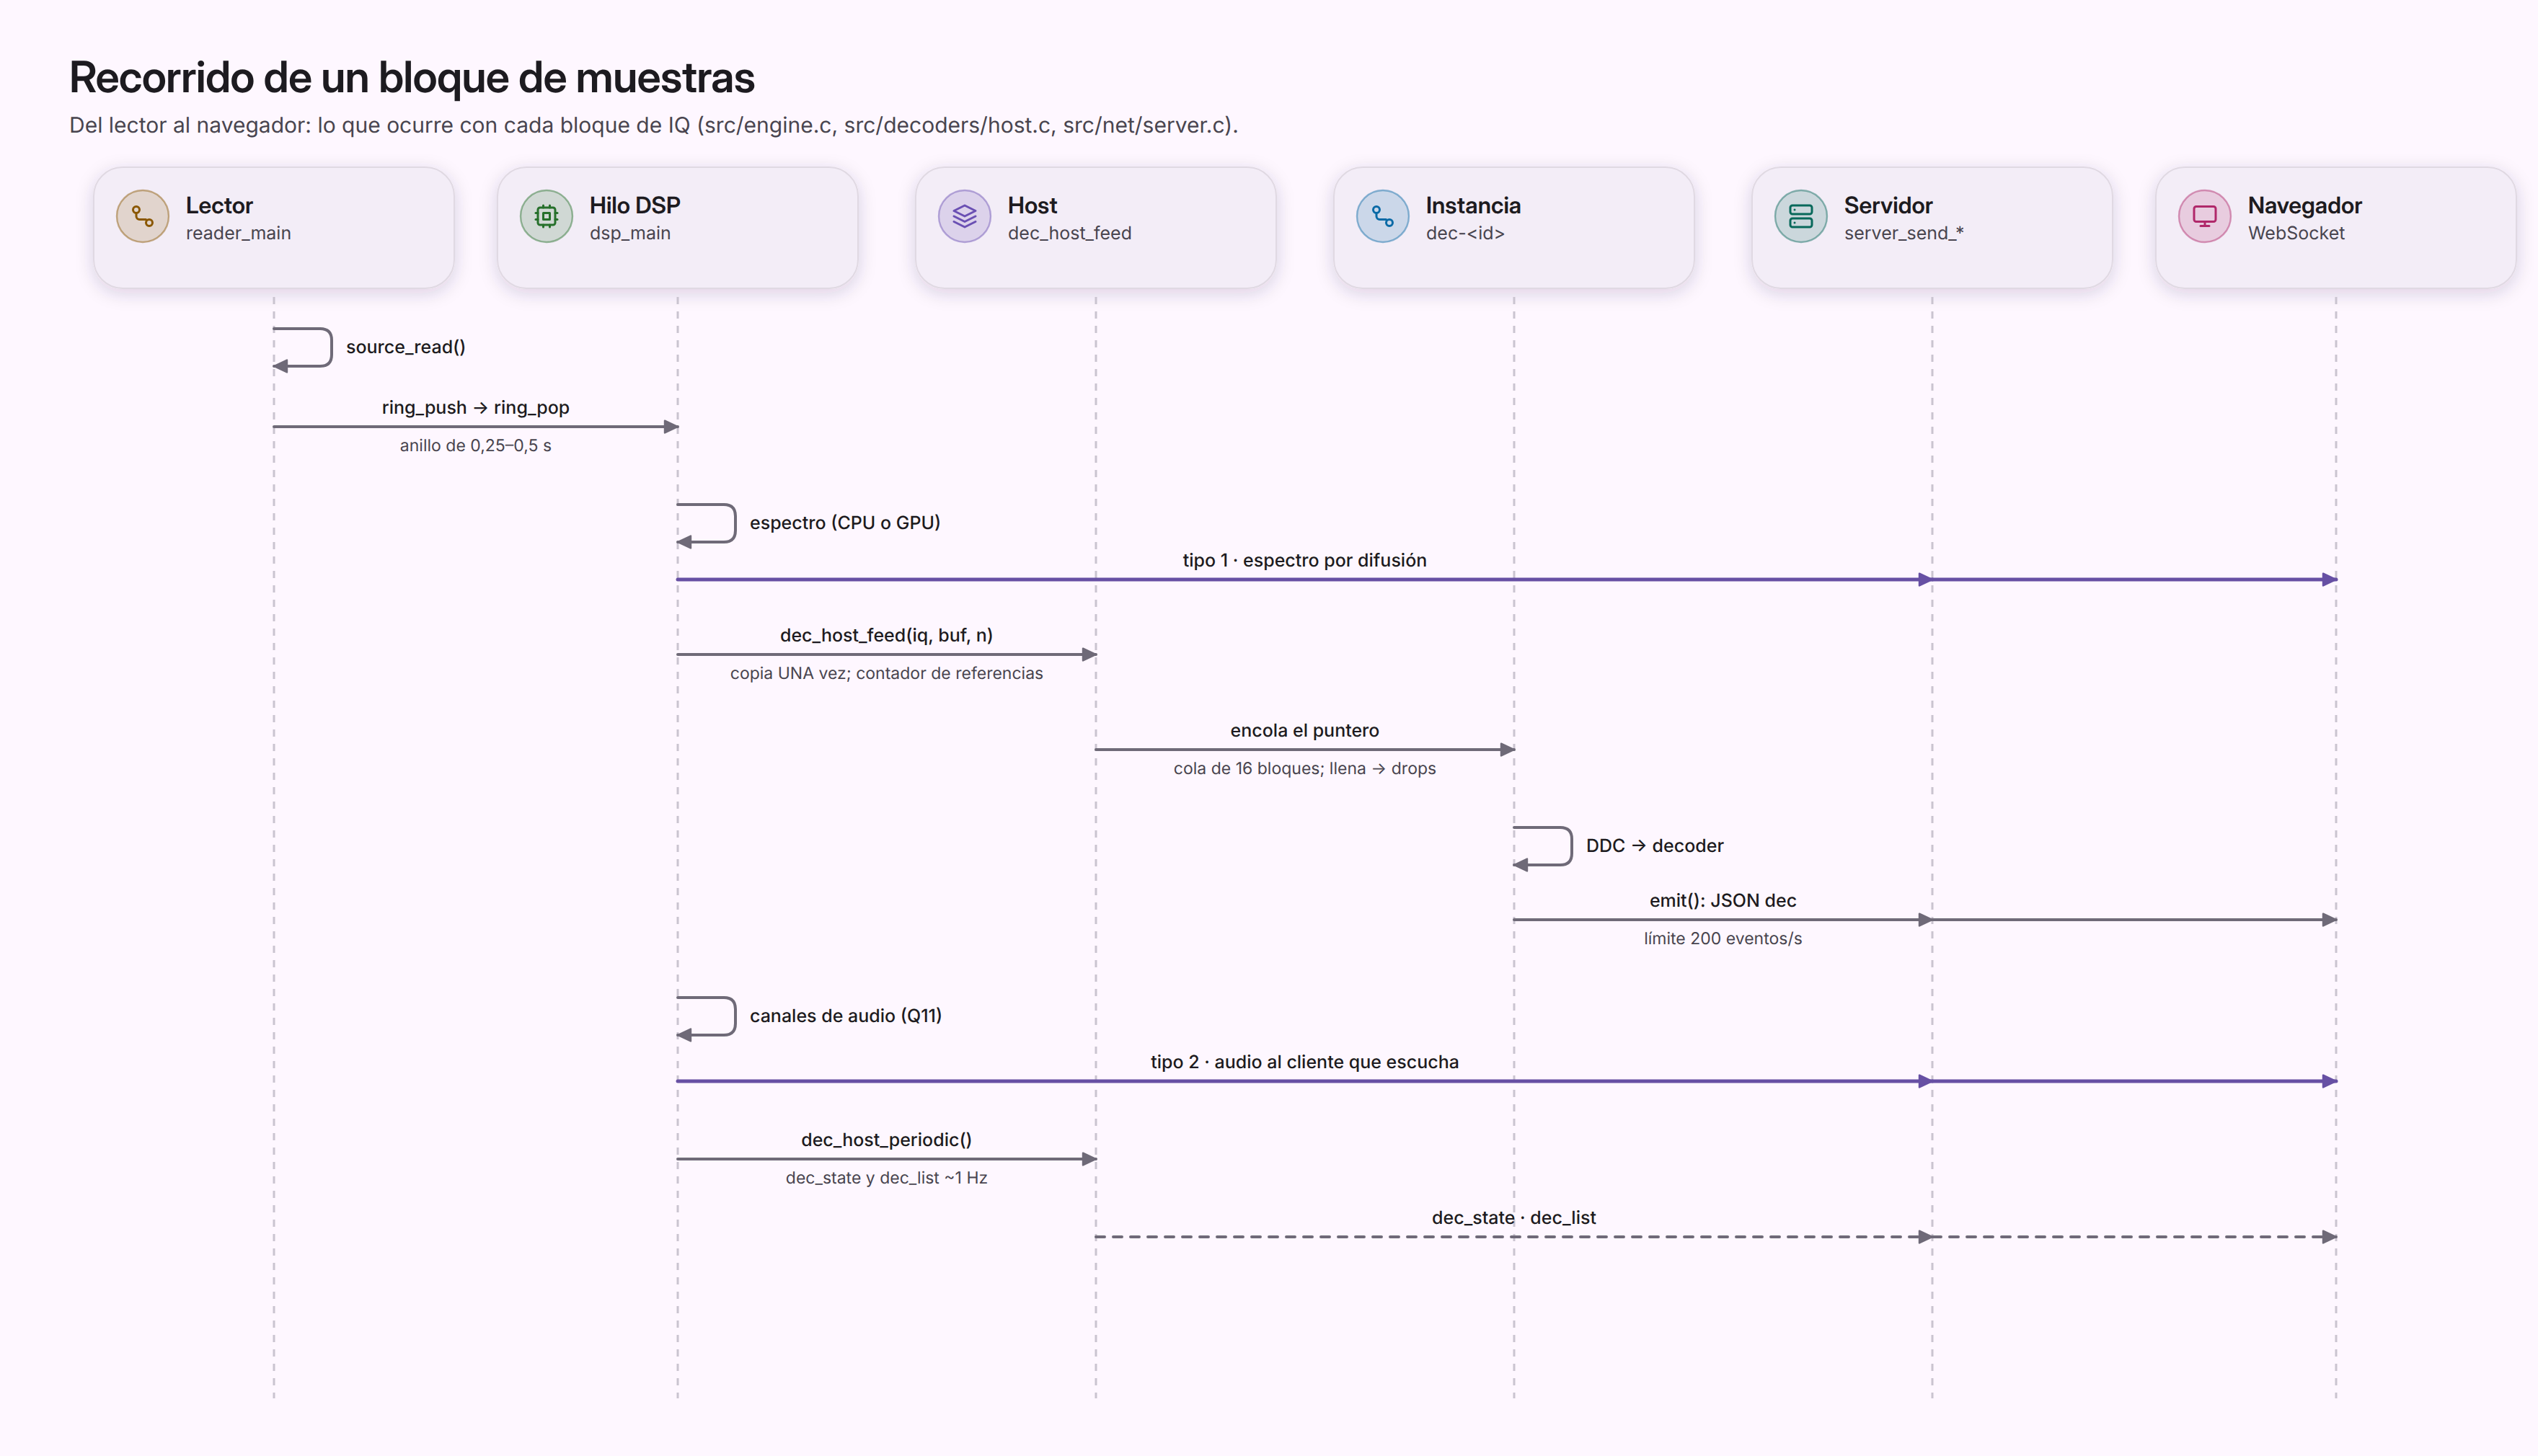 Recorrido de un bloque de muestras
Del lector al navegador: lo que ocurre con cada bloque de IQ (src/engine.c, src/decoders/host.c, src/net/server.c).
Lector
reader_main
Hilo DSP
dsp_main
Host
dec_host_feed
Instancia
dec-<id>
Servidor
server_send_*
Navegador
WebSocket
source_read()
ring_push → ring_pop
anillo de 0,25–0,5 s
espectro (CPU o GPU)
tipo 1 · espectro por difusión
dec_host_feed(iq, buf, n)
copia UNA vez; contador de referencias
encola el puntero
cola de 16 bloques; llena → drops
DDC → decoder
emit(): JSON dec
límite 200 eventos/s
canales de audio (Q11)
tipo 2 · audio al cliente que escucha
dec_host_periodic()
dec_state y dec_list ~1 Hz
dec_state · dec_list